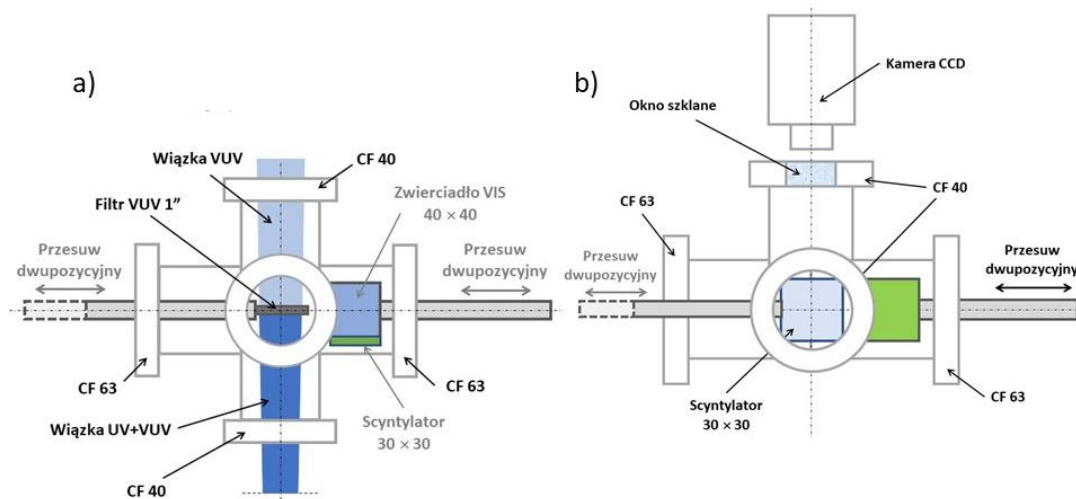 a)
Wiązka VUV
CF 40
Filtr VUV 1”
Zwierciadło VIS
40 × 40
Przesuw
dwupozycyjny
Przesuw
dwupozycyjny
CF 63
CF 63
Wiązka UV+VUV
Scyntylator
30 × 30
CF 40
b)
Kamera CCD
Okno szklane
CF 40
CF 63
Przesuw
dwupozycyjny
Przesuw
dwupozycyjny
Scyntylator
30 × 30
CF 63